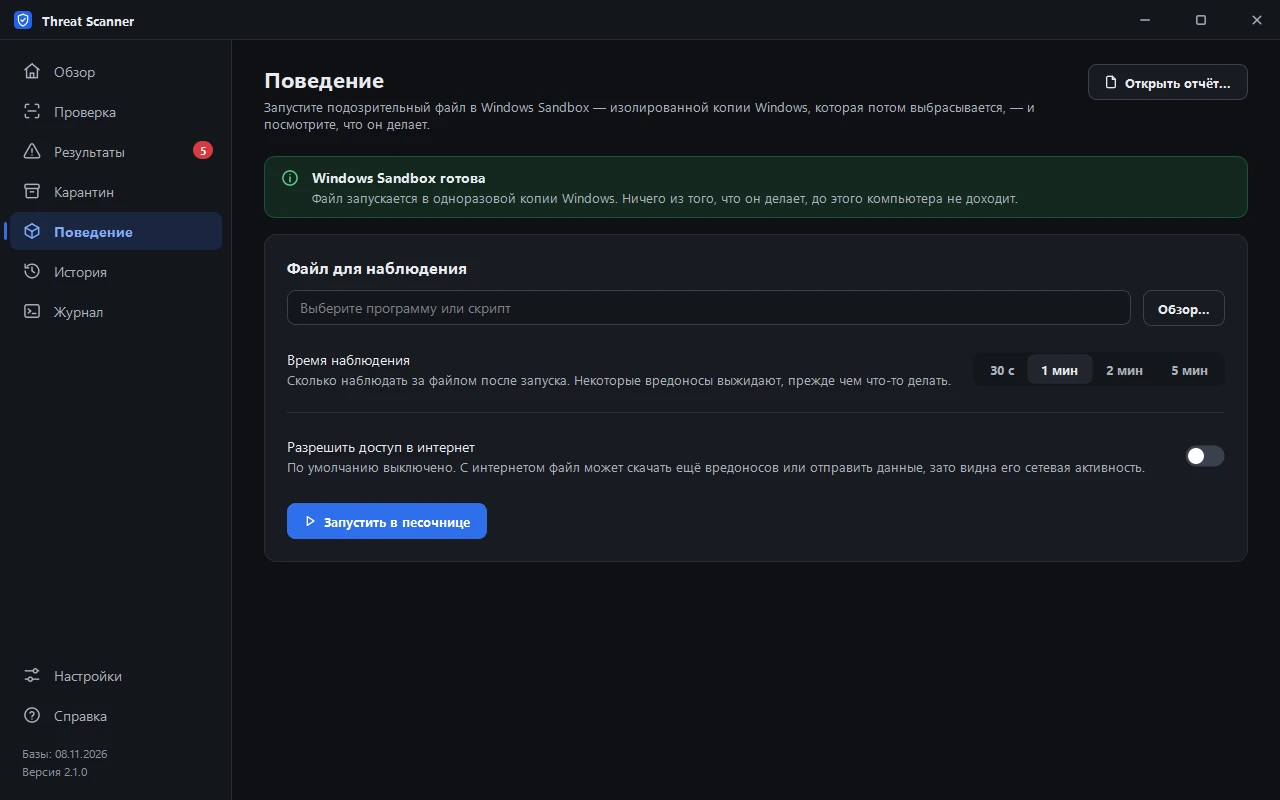 Threat Scanner
Обзор
Проверка
Результаты
5
Карантин
Поведение
История
Журнал
Настройки
Справка
Базы: 08.11.2026
Версия 2.1.0
Поведение
Запустите подозрительный файл в Windows Sandbox — изолированной копии Windows, которая потом выбрасывается, — и
посмотрите, что он делает.
Открыть отчёт...
Windows Sandbox готова
Файл запускается в одноразовой копии Windows. Ничего из того, что он делает, до этого компьютера не доходит.
Файл для наблюдения
Выберите программу или скрипт
Обзор...
Время наблюдения
Сколько наблюдать за файлом после запуска. Некоторые вредоносы выжидают, прежде чем что-то делать.
30 с
1 мин
2 мин
5 мин
Разрешить доступ в интернет
По умолчанию выключено. С интернетом файл может скачать ещё вредоносов или отправить данные, зато видна его сетевая активность.
Запустить в песочнице